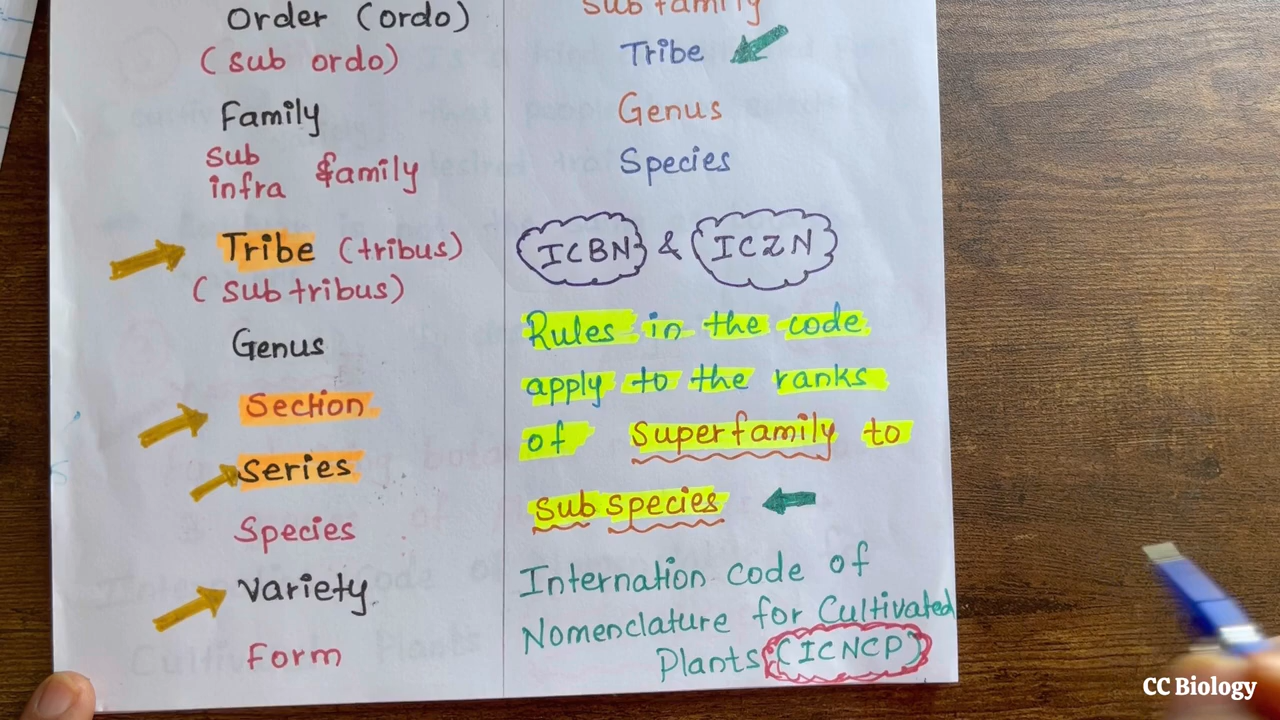 Order (ordo)
(sub ordo)
Family
Sub
infra family
Tribe (tribus)
(sub tribus)
Genus
Section
Series
Species
Variety
Form
Sub family
Tribe
Genus
Species
ICBN & ICZN
Rules in the code
apply to the ranks
of Superfamily to
Sub species
Internation code of
Nomenclature for Cultivated
Plants (ICNCP)
CC Biology